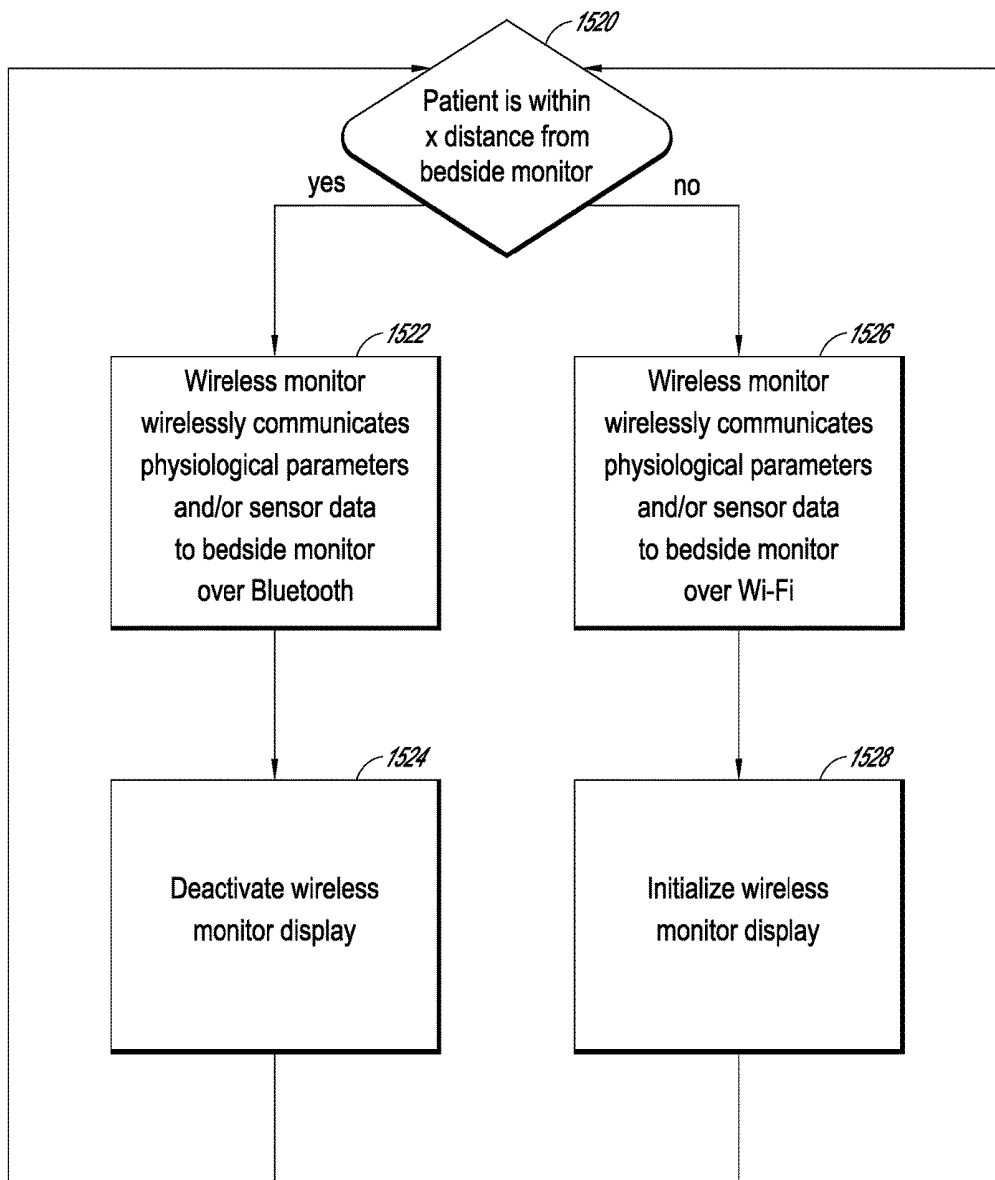 1520
Patient is within
x distance from
bedside monitor
yes
no
1522
Wireless monitor
wirelessly communicates
physiological parameters
and/or sensor data
to bedside monitor
over Bluetooth
1526
Wireless monitor
wirelessly communicates
physiological parameters
and/or sensor data
to bedside monitor
over Wi-Fi
1524
Deactivate wireless
monitor display
1528
Initialize wireless
monitor display